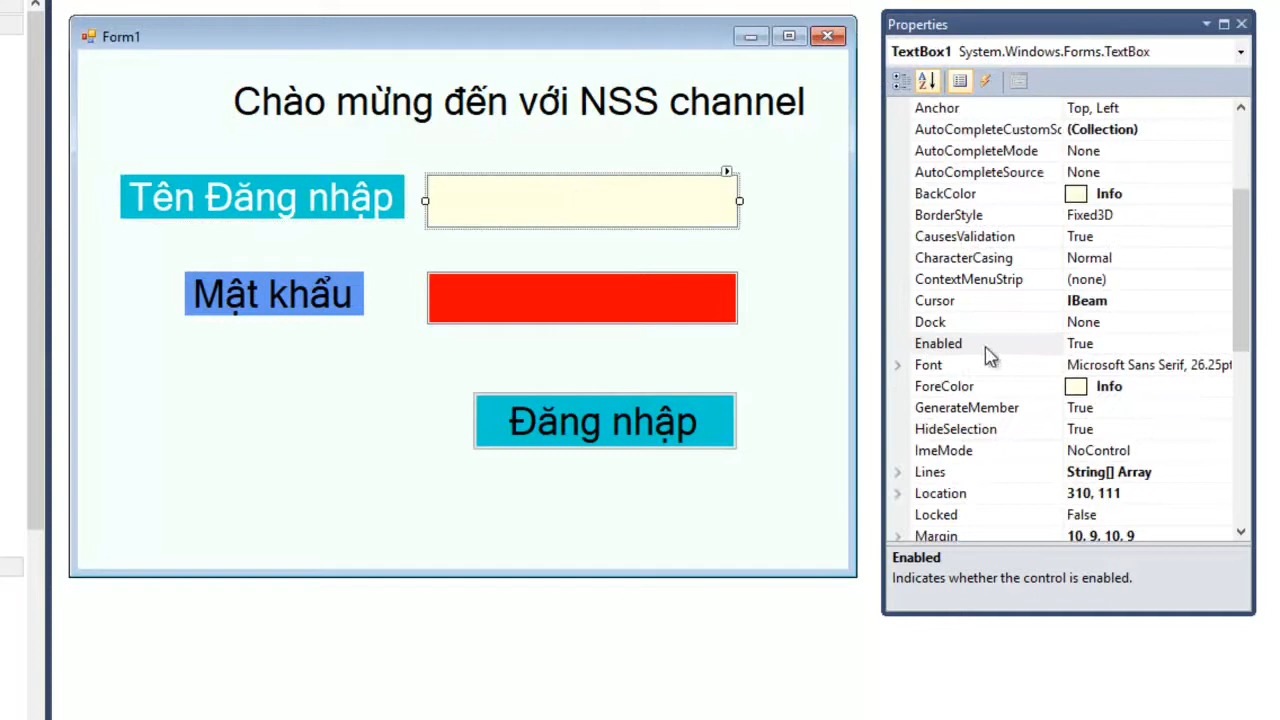 Form1
Chào mừng đến với NSS channel
Tên Đăng nhập
Mật khẩu
Đăng nhập
Properties
TextBox1 System.Windows.Forms.TextBox
Anchor Top, Left
AutoCompleteCustomSc (Collection)
AutoCompleteMode None
AutoCompleteSource None
BackColor Info
BorderStyle Fixed3D
CausesValidation True
CharacterCasing Normal
ContextMenuStrip (none)
Cursor IBeam
Dock None
Enabled True
Font Microsoft Sans Serif, 26.25pt
ForeColor Info
GenerateMember True
HideSelection True
ImeMode NoControl
Lines String[] Array
Location 310, 111
Locked False
Margin 10, 9, 10, 9
Enabled
Indicates whether the control is enabled.